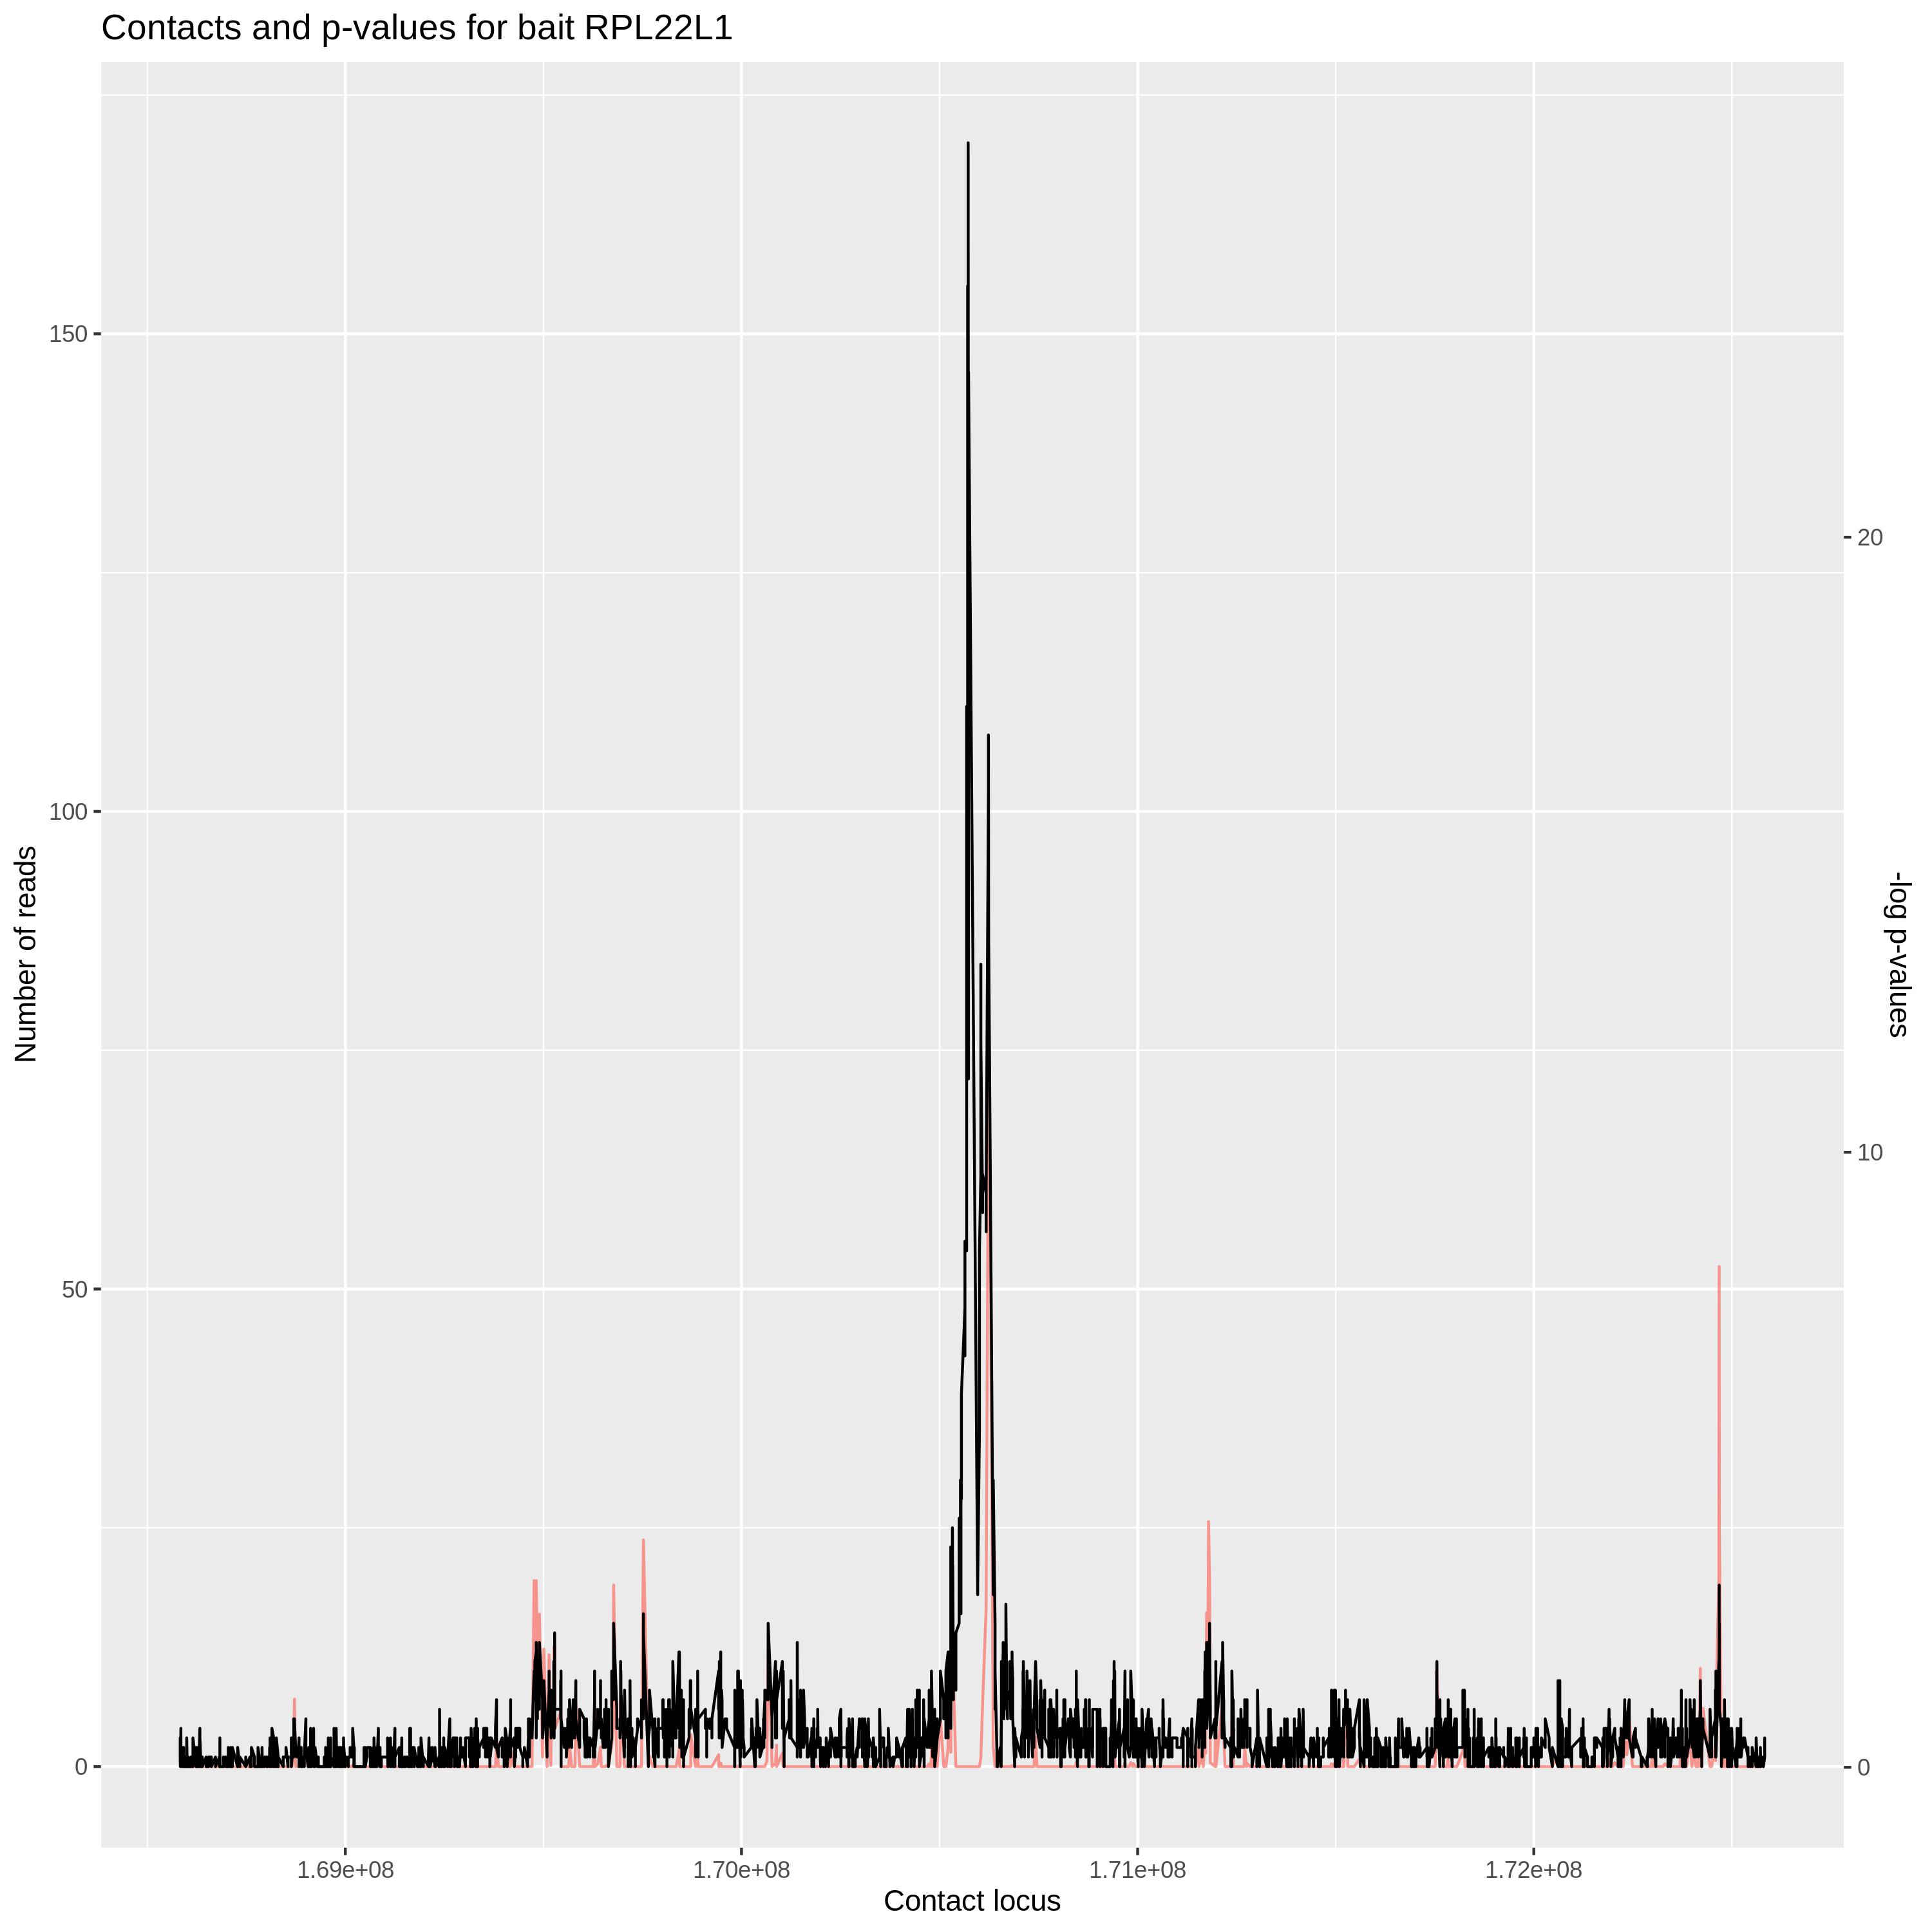 Contacts and p-values for bait RPL22L1
150
100
50
0
Number of reads
20
10
0
-log p-values
1.69e+08 1.70e+08 1.71e+08 1.72e+08
Contact locus